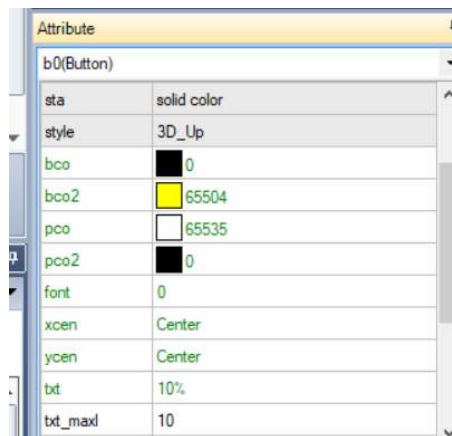 Attribute
b0(Button)
sta solid color
style 3D_Up
bco 0
bco2 65504
pco 65535
pco2 0
font 0
xcen Center
ycen Center
txt 10%
txt_maxl 10